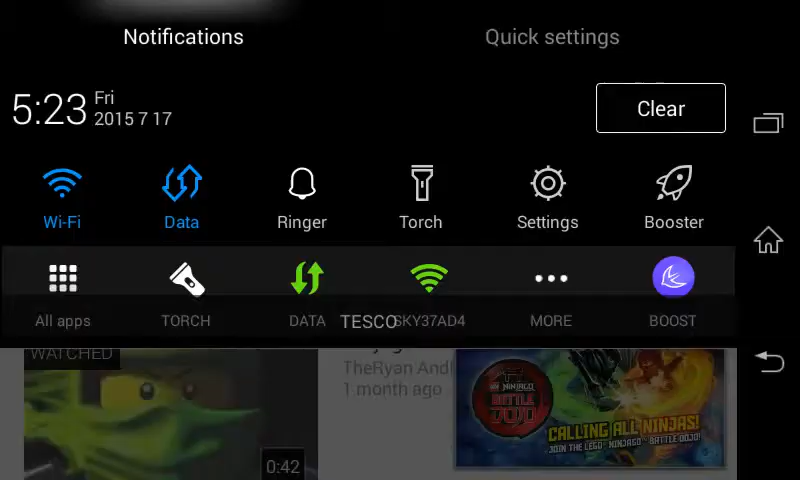 Notifications
Quick settings
5:23 Fri
2015 7 17
Clear
Wi-Fi Data Ringer Torch Settings Booster
All apps TORCH DATA TESCO SKY37AD4 MORE BOOST
WATCHED
TheRyan Andl
1 month ago
0:42
NINJAGO
BATTLE
DOJO
CALLING ALL NINJAS!
JOIN THE LEGO NINJAGO BATTLE DOJO!